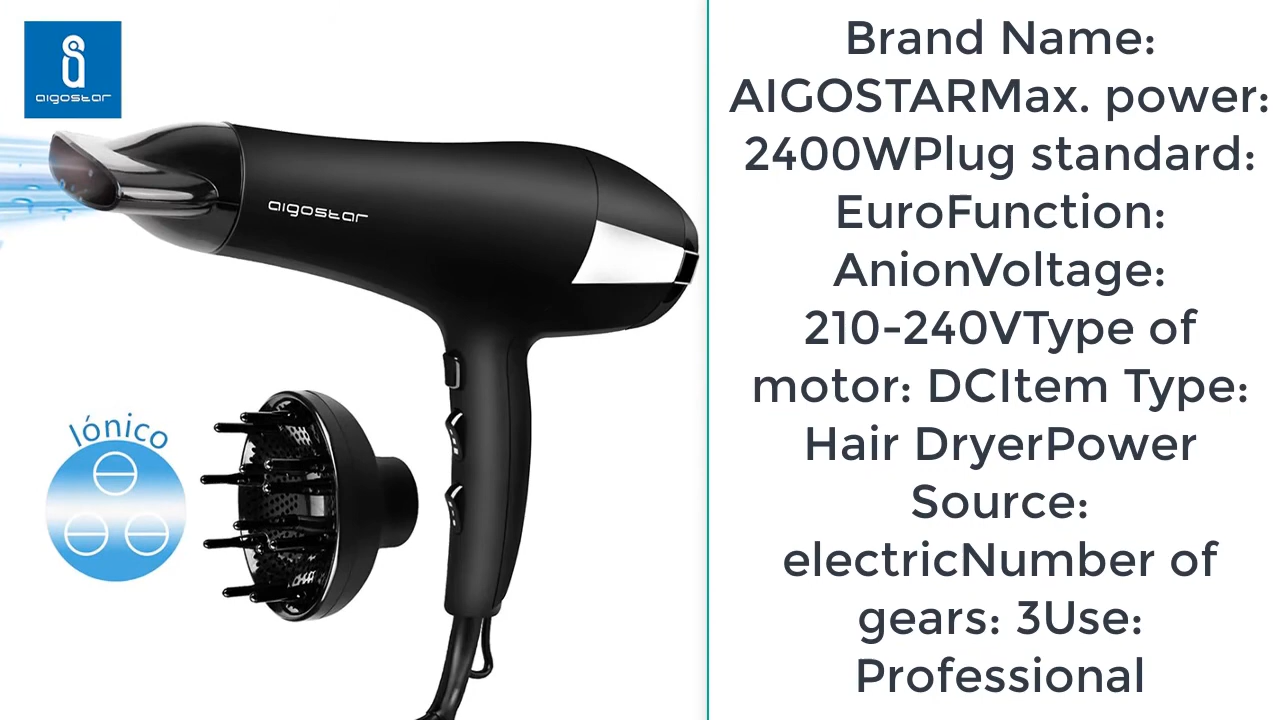 aigostar
aigostar
Iónico
Brand Name:
AIGOSTARMax. power:
2400WPlug standard:
EuroFunction:
AnionVoltage:
210-240VType of
motor: DCItem Type:
Hair DryerPower
Source:
electricNumber of
gears: 3Use:
Professional